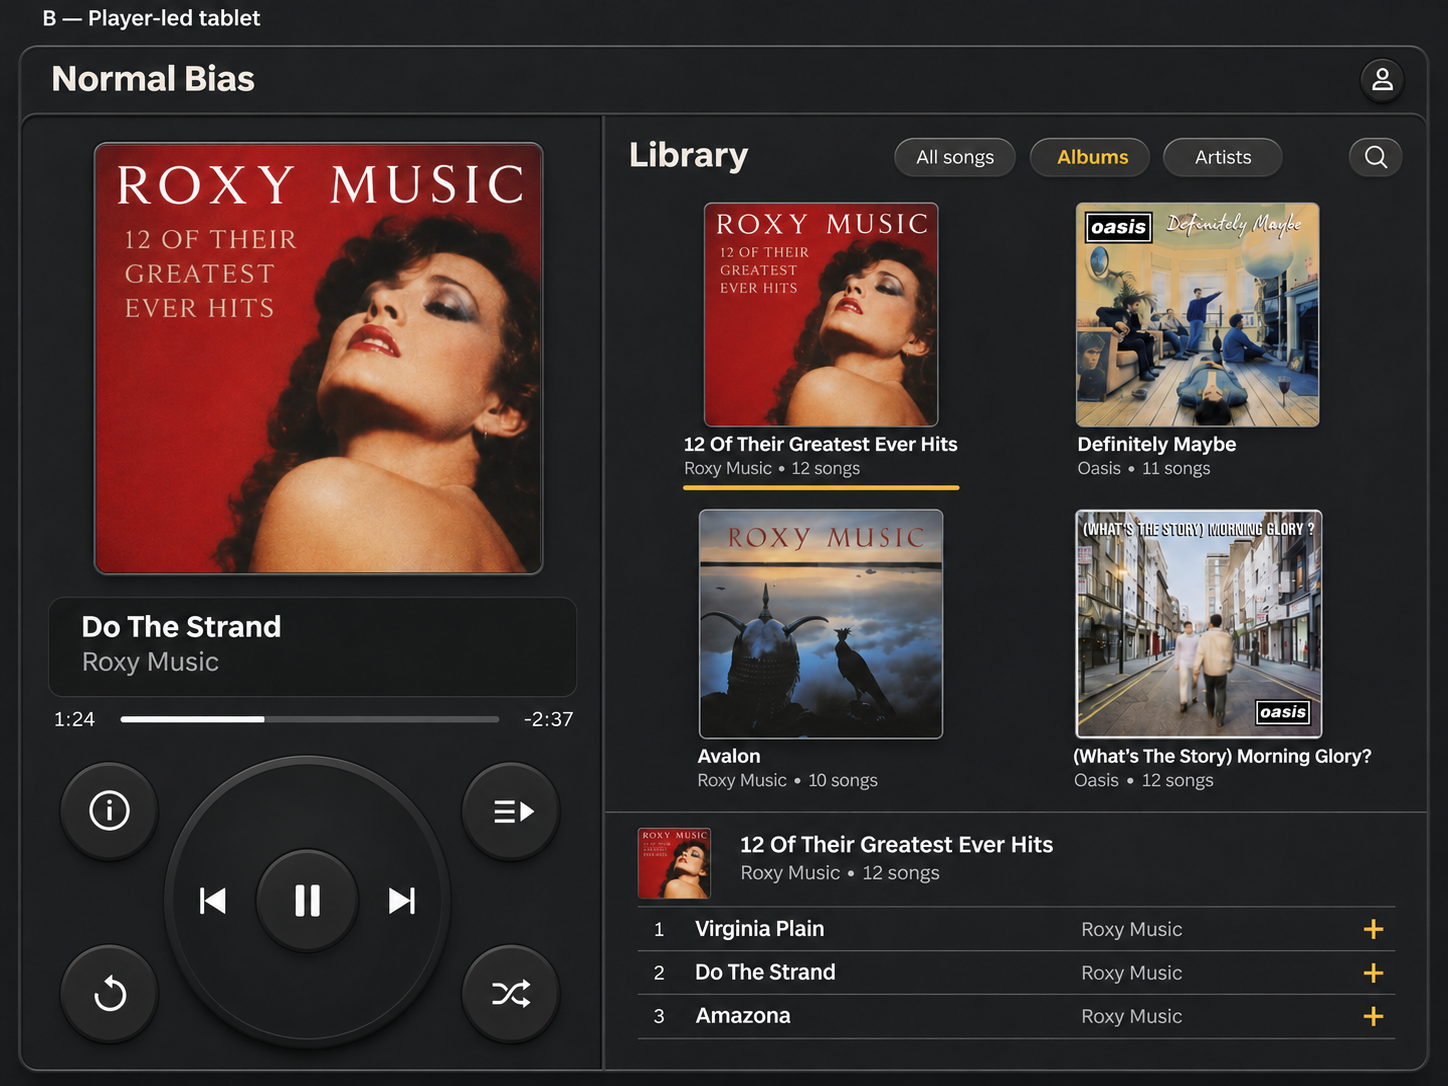 B — Player-led tablet
Normal Bias
ROXY MUSIC
12 OF THEIR
GREATEST
EVER HITS
Do The Strand
Roxy Music
1:24
-2:37
Library
All songs
Albums
Artists
ROXY MUSIC
12 OF THEIR
GREATEST
EVER HITS
12 Of Their Greatest Ever Hits
Roxy Music • 12 songs
oasis
Definitely Maybe
Definitely Maybe
Oasis • 11 songs
ROXY MUSIC
Avalon
Roxy Music • 10 songs
(WHAT'S THE STORY) MORNING GLORY ?
oasis
(What’s The Story) Morning Glory?
Oasis • 12 songs
ROXY MUSIC
12 Of Their Greatest Ever Hits
Roxy Music • 12 songs
1 Virginia Plain Roxy Music +
2 Do The Strand Roxy Music +
3 Amazona Roxy Music +